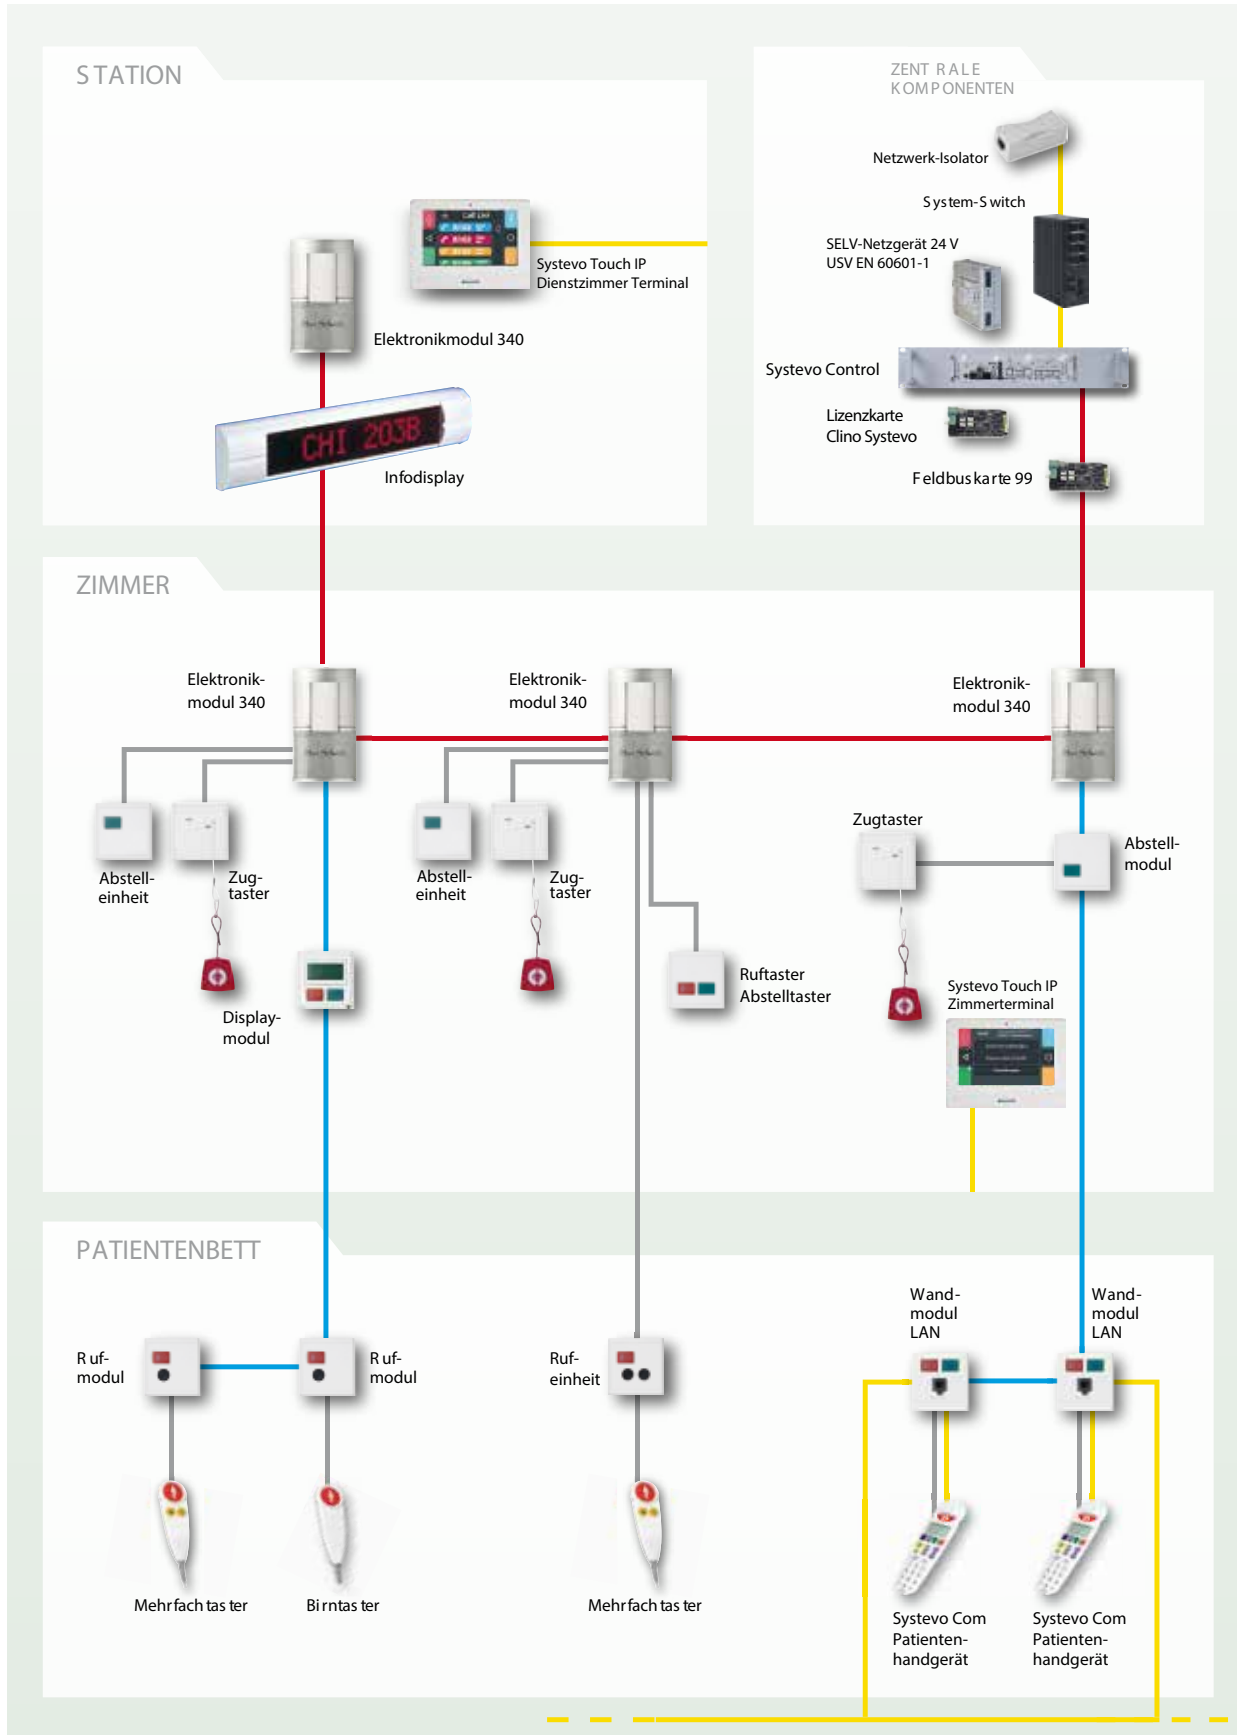 STATION
Systevo Touch IP
Dienstzimmer Terminal
Elektronikmodul 340
CHI 203B
Infodisplay
ZENTRALE
KOMPONENTEN
Netzwerk-Isolator
System-Switch
SELV-Netzgerät 24 V
USV EN 60601-1
Systevo Control
Lizenzkarte
Clino Systevo
Feldbuskarte 99
ZIMMER
Elektronik-
modul 340
Elektronik-
modul 340
Elektronik-
modul 340
Abstell-
einheit
Zug-
taster
Abstell-
einheit
Zug-
taster
Zugtaster
Abstell-
modul
Display-
modul
Ruftaster
Abstelltaster
Systevo Touch IP
Zimmerterminal
PATIENTENBETT
Ruf-
modul
Ruf-
modul
Ruf-
einheit
Wand-
modul
LAN
Wand-
modul
LAN
Mehrfachtaster
Birntaster
Mehrfachtaster
Systevo Com
Patienten-
handgerät
Systevo Com
Patienten-
handgerät